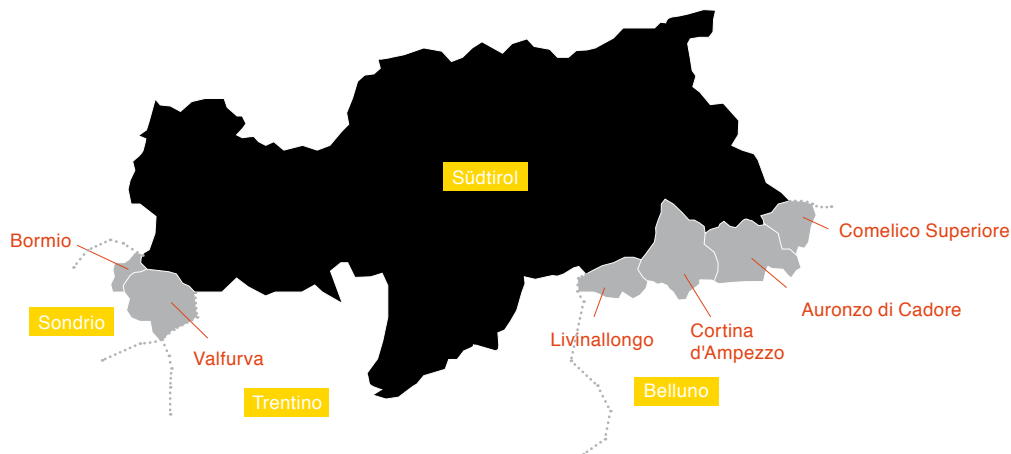 Südtirol
Bormio
Comelico Superiore
Auronzo di Cadore
Sondrio
Livinallongo
Cortina
d'Ampezzo
Valfurva
Belluno
Trentino